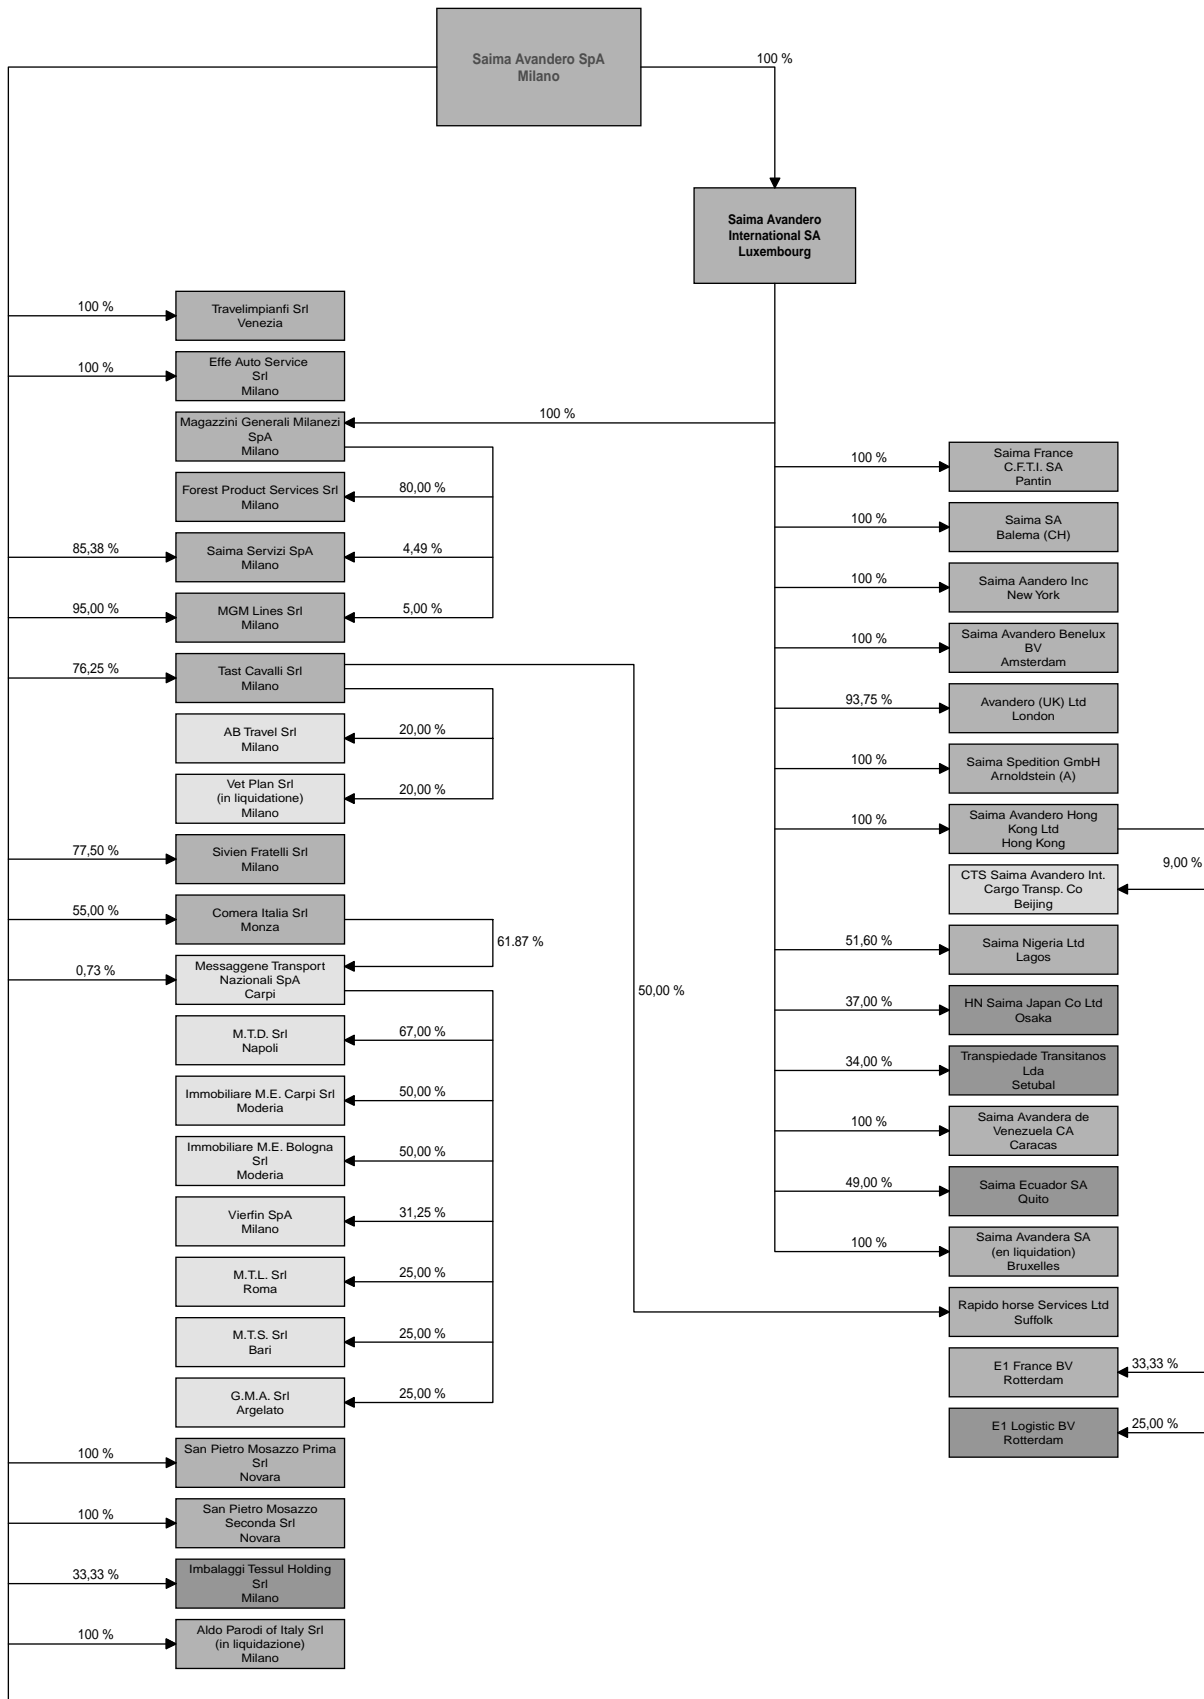 Saima Avandero SpA
Milano
100 %
Saima Avandero
International SA
Luxembourg
100 %
Travelimpianfi Srl
Venezia
100 %
Effe Auto Service
Srl
Milano
100 %
Magazzini Generali Milanezi
SpA
Milano
80,00 %
Forest Product Services Srl
Milano
85,38 %
Saima Servizi SpA
Milano
4,49 %
95,00 %
MGM Lines Srl
Milano
5,00 %
76,25 %
Tast Cavalli Srl
Milano
AB Travel Srl
Milano
20,00 %
Vet Plan Srl
(in liquidatione)
Milano
20,00 %
77,50 %
Sivien Fratelli Srl
Milano
55,00 %
Comera Italia Srl
Monza
61.87 %
0,73 %
Messaggene Transport
Nazionali SpA
Carpi
50,00 %
M.T.D. Srl
Napoli
67,00 %
Immobiliare M.E. Carpi Srl
Moderia
50,00 %
Immobiliare M.E. Bologna
Srl
Moderia
50,00 %
Vierfin SpA
Milano
31,25 %
M.T.L. Srl
Roma
25,00 %
M.T.S. Srl
Bari
25,00 %
G.M.A. Srl
Argelato
25,00 %
100 %
San Pietro Mosazzo Prima
Srl
Novara
100 %
San Pietro Mosazzo
Seconda Srl
Novara
33,33 %
Imbalaggi Tessul Holding
Srl
Milano
100 %
Aldo Parodi of Italy Srl
(in liquidazione)
Milano
100 %
Saima France
C.F.T.I. SA
Pantin
100 %
Saima SA
Balema (CH)
100 %
Saima Aandero Inc
New York
100 %
Saima Avandero Benelux
BV
Amsterdam
93,75 %
Avandero (UK) Ltd
London
100 %
Saima Spedition GmbH
Arnoldstein (A)
100 %
Saima Avandero Hong
Kong Ltd
Hong Kong
9,00 %
CTS Saima Avandero Int.
Cargo Transp. Co
Beijing
51,60 %
Saima Nigeria Ltd
Lagos
37,00 %
HN Saima Japan Co Ltd
Osaka
34,00 %
Transpiedade Transitanos
Lda
Setubal
100 %
Saima Avandera de
Venezuela CA
Caracas
49,00 %
Saima Ecuador SA
Quito
100 %
Saima Avandera SA
(en liquidation)
Bruxelles
Rapido horse Services Ltd
Suffolk
E1 France BV
Rotterdam
33,33 %
E1 Logistic BV
Rotterdam
25,00 %